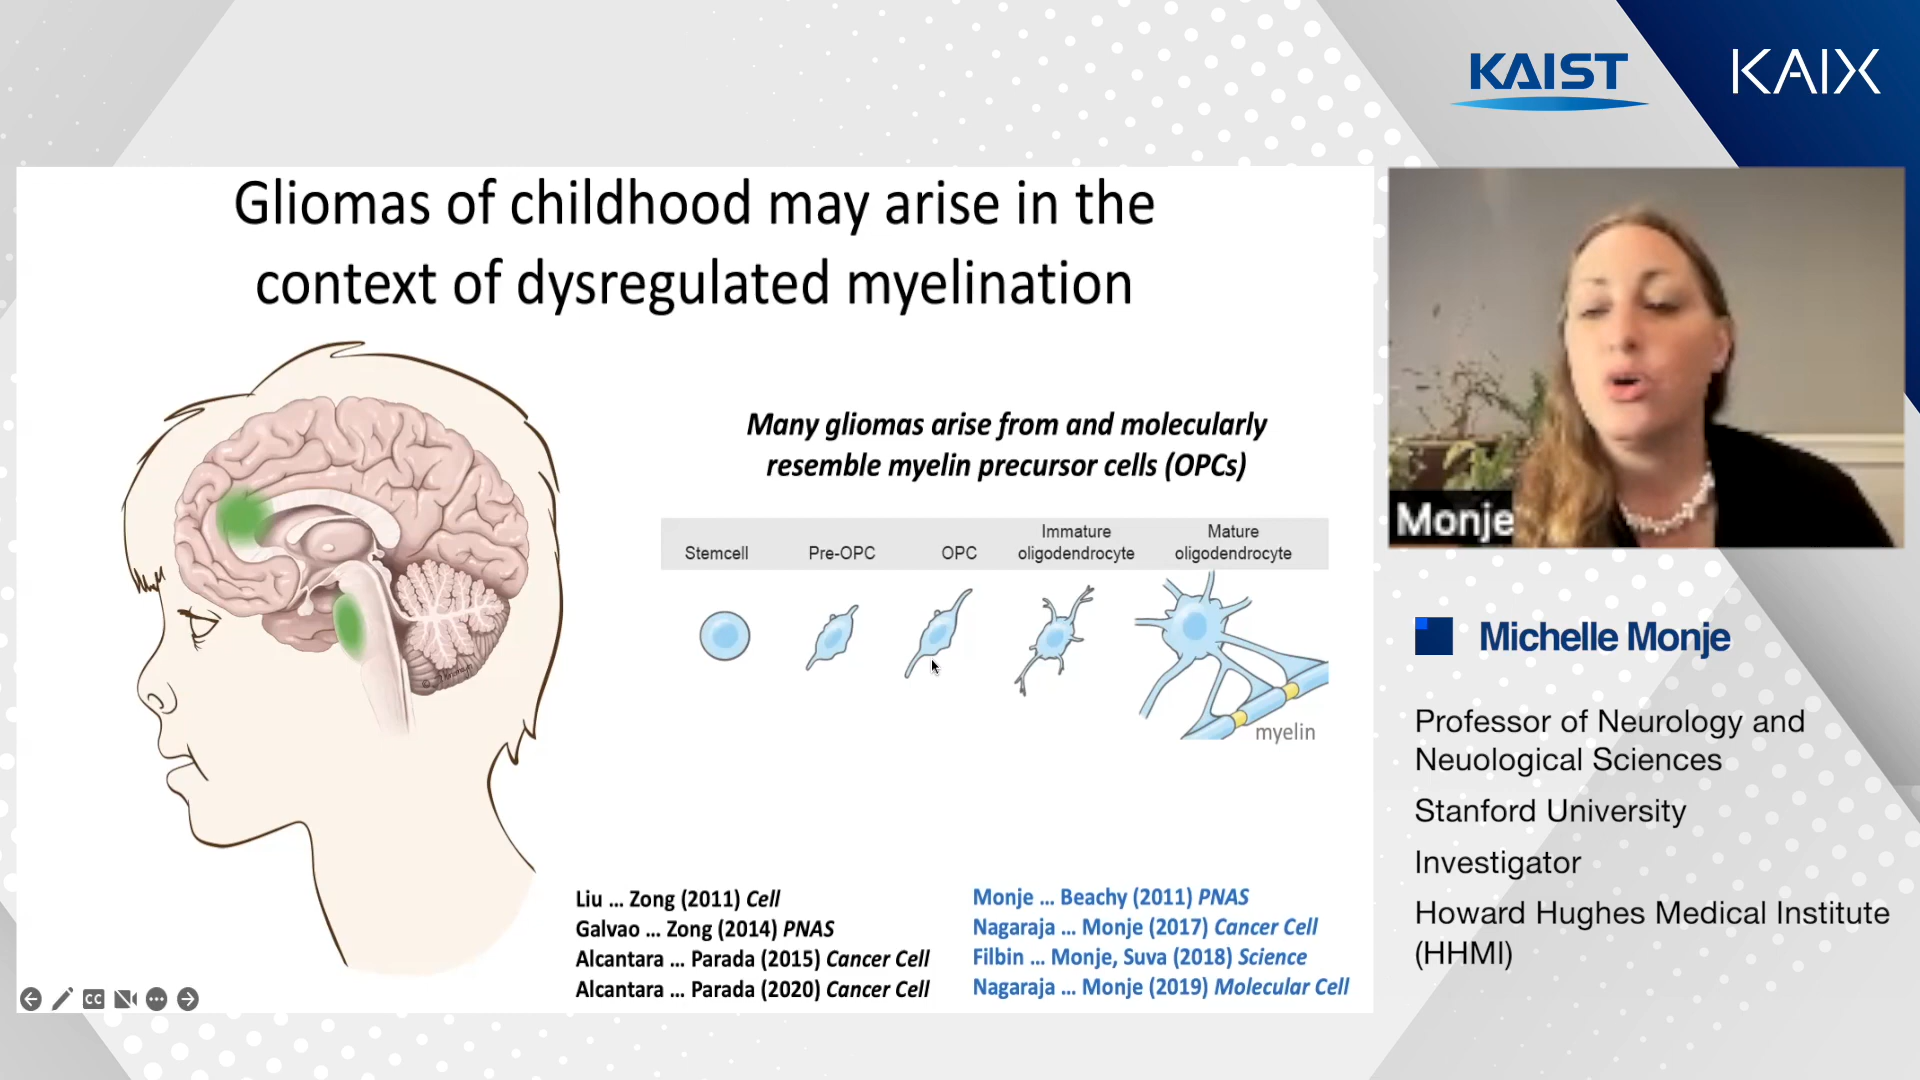 KAIST
KAIX
Gliomas of childhood may arise in the
context of dysregulated myelination
Many gliomas arise from and molecularly
resemble myelin precursor cells (OPCs)
Stemcell
Pre-OPC
OPC
Immature
oligodendrocyte
Mature
oligodendrocyte
myelin
Liu ... Zong (2011) Cell
Galvao ... Zong (2014) PNAS
Alcantara ... Parada (2015) Cancer Cell
Alcantara ... Parada (2020) Cancer Cell
Monje ... Beachy (2011) PNAS
Nagaraja ... Monje (2017) Cancer Cell
Filbin ... Monje, Suva (2018) Science
Nagaraja ... Monje (2019) Molecular Cell
CC
Monje
Michelle Monje
Professor of Neurology and
Neuological Sciences
Stanford University
Investigator
Howard Hughes Medical Institute
(HHMI)